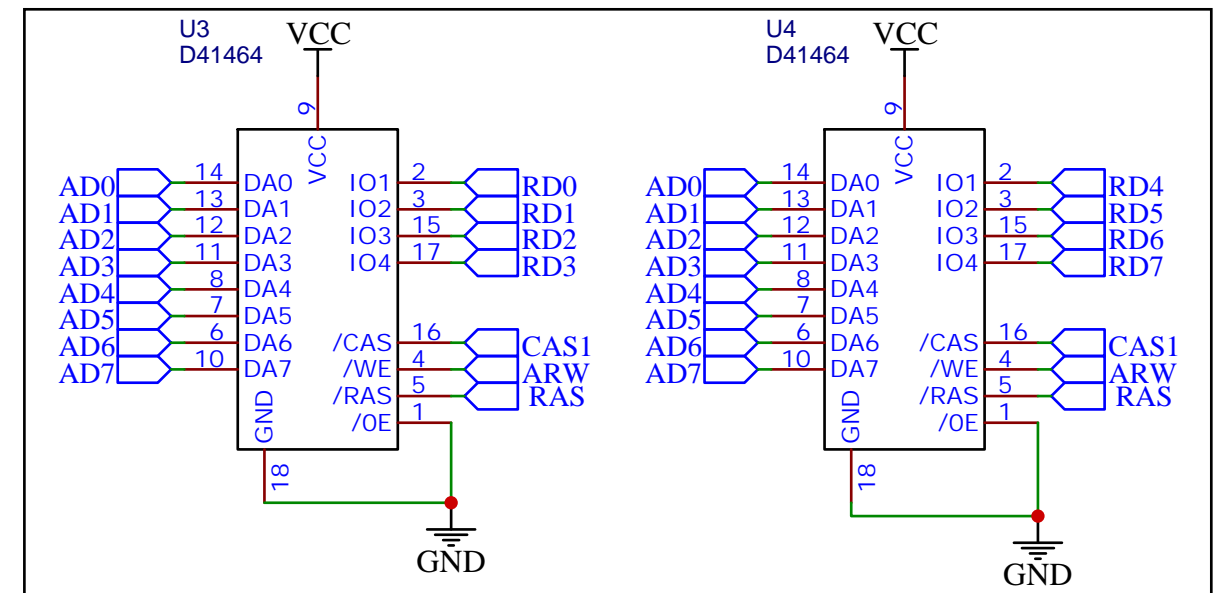 U3
D41464
VCC
9
VCC
AD0 14 DA0 IO1 2 RD0
AD1 13 DA1 IO2 3 RD1
AD2 12 DA2 IO3 15 RD2
AD3 11 DA3 IO4 17 RD3
AD4 8 DA4
AD5 7 DA5
AD6 6 DA6 /CAS 16 CAS1
AD7 10 DA7 /WE 4 ARW
/RAS 5 RAS
/OE 1
GND
18
GND
U4
D41464
VCC
9
VCC
AD0 14 DA0 IO1 2 RD4
AD1 13 DA1 IO2 3 RD5
AD2 12 DA2 IO3 15 RD6
AD3 11 DA3 IO4 17 RD7
AD4 8 DA4
AD5 7 DA5
AD6 6 DA6 /CAS 16 CAS1
AD7 10 DA7 /WE 4 ARW
/RAS 5 RAS
/OE 1
GND
18
GND